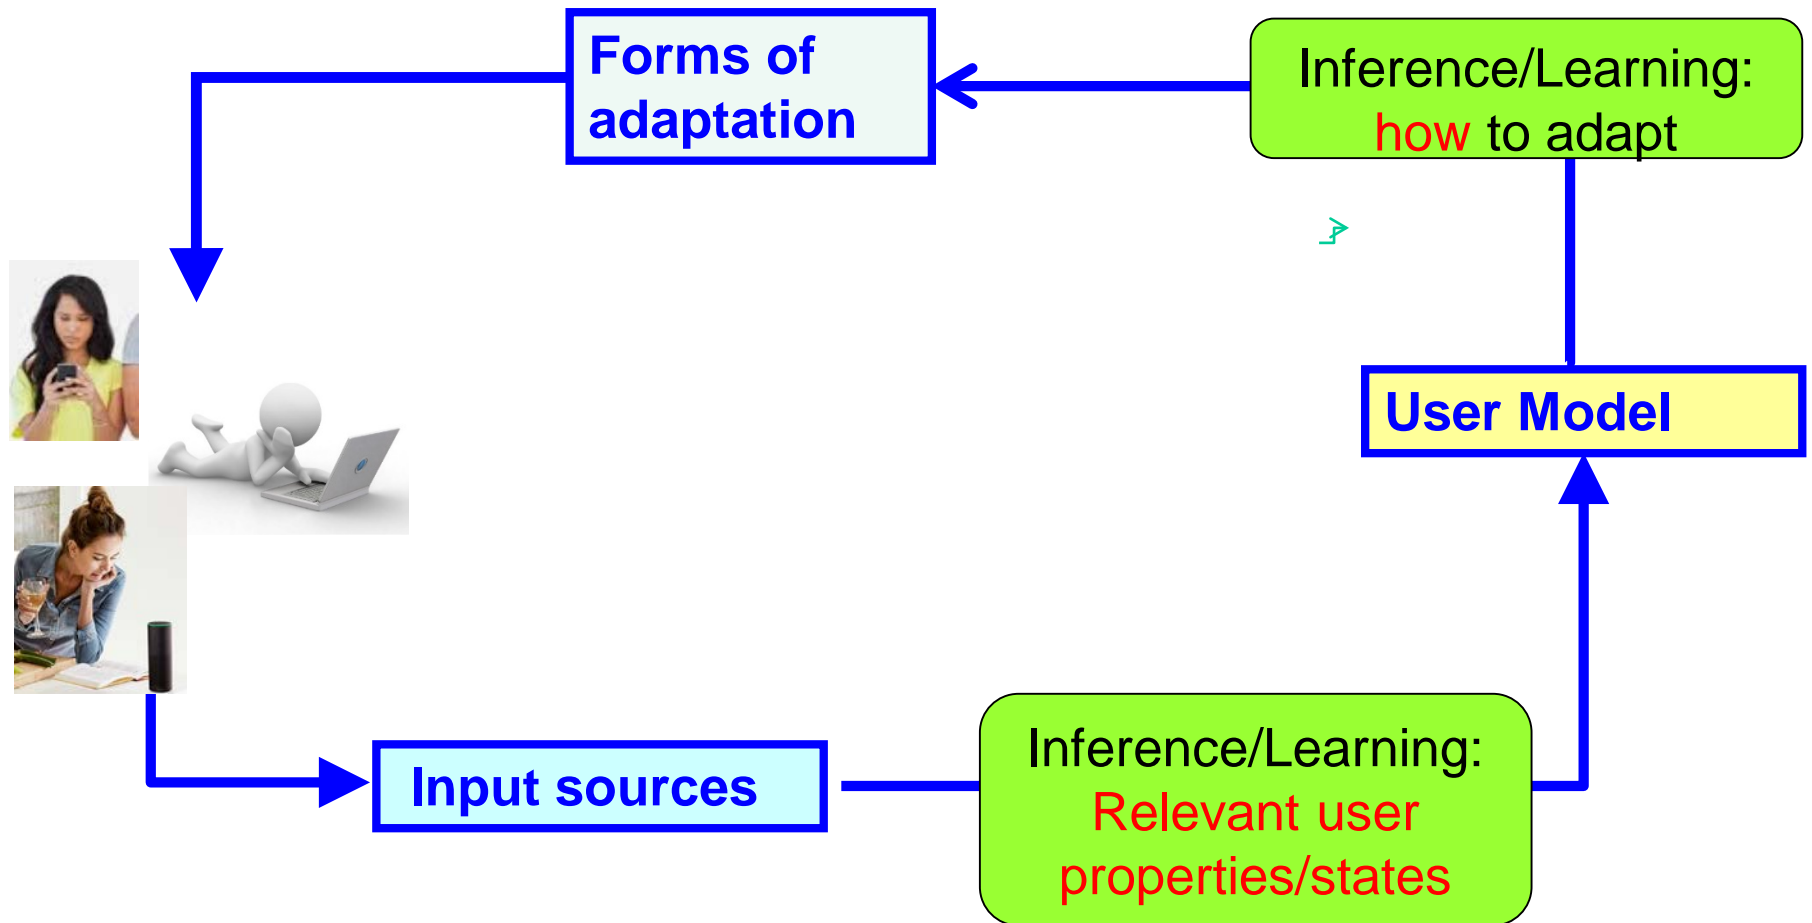 Forms of
adaptation
Inference/Learning:
how to adapt
User Model
Input sources
Inference/Learning:
Relevant user
properties/states